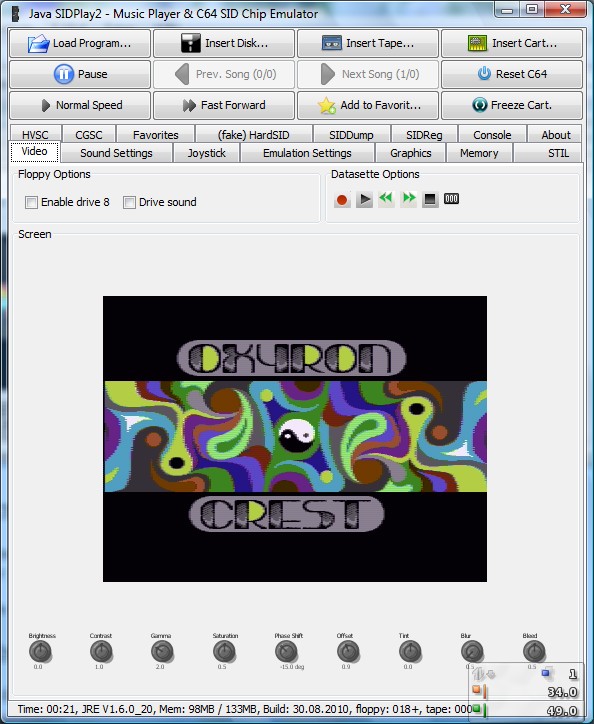 Java SIDPlay2 - Music Player & C64 SID Chip Emulator
Load Program... Insert Disk... Insert Tape... Insert Cart...
Pause Prev. Song (0/0) Next Song (1/0) Reset C64
Normal Speed Fast Forward Add to Favorit... Freeze Cart.
HVSC CGSC Favorites (fake) HardSID SIDDump SIDReg Console About
Video Sound Settings Joystick Emulation Settings Graphics Memory STIL
Floppy Options Datasette Options
Enable drive 8 Drive sound 000
Screen
OXYRON
CREST
Brightness Contrast Gamma Saturation Phase Shift Offset Tint Blur Bleed
0.0 1.0 2.0 0.5 -15.0 deg 0.9 0.0 0.5
1
34.0
Time: 00:21, JRE V1.6.0_20, Mem: 98MB / 133MB, Build: 30.08.2010, floppy: 018+, tape: 000 49.0